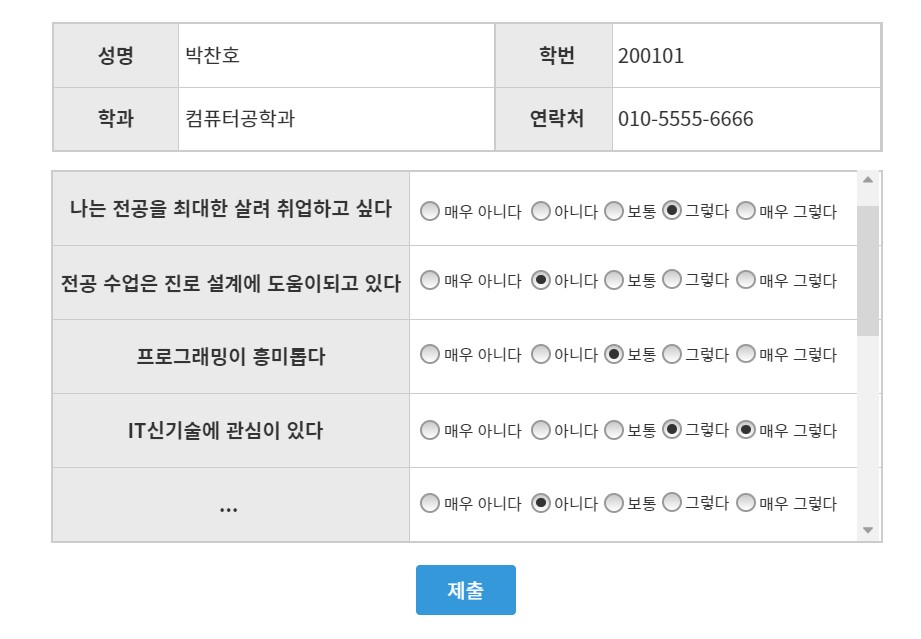 성명 박찬호 학번 200101
학과 컴퓨터공학과 연락처 010-5555-6666
나는 전공을 최대한 살려 취업하고 싶다 매우 아니다 아니다 보통 그렇다 매우 그렇다
전공 수업은 진로 설계에 도움이되고 있다 매우 아니다 아니다 보통 그렇다 매우 그렇다
프로그래밍이 흥미롭다 매우 아니다 아니다 보통 그렇다 매우 그렇다
IT신기술에 관심이 있다 매우 아니다 아니다 보통 그렇다 매우 그렇다
... 매우 아니다 아니다 보통 그렇다 매우 그렇다
제출